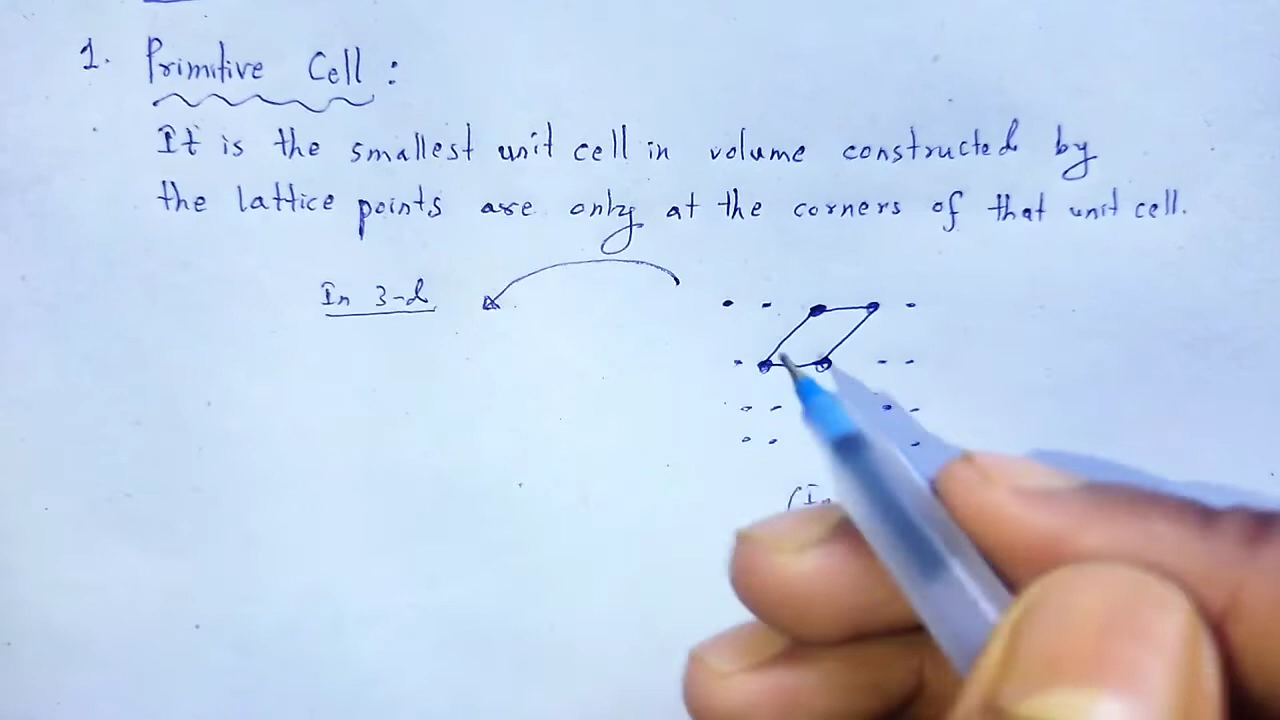 1. Primitive Cell :
It is the smallest unit cell in volume constructed by
the lattice points are only at the corners of that unit cell.
In 3-d
(In